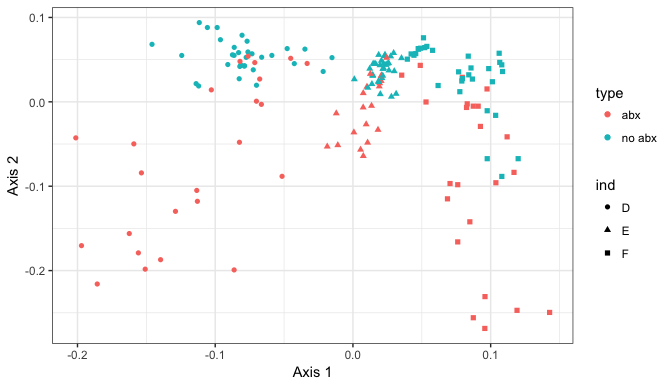 0.1
0.0
-0.1
-0.2
Axis 2
-0.2
-0.1
0.0
0.1
Axis 1
type
abx
no abx
ind
D
E
F